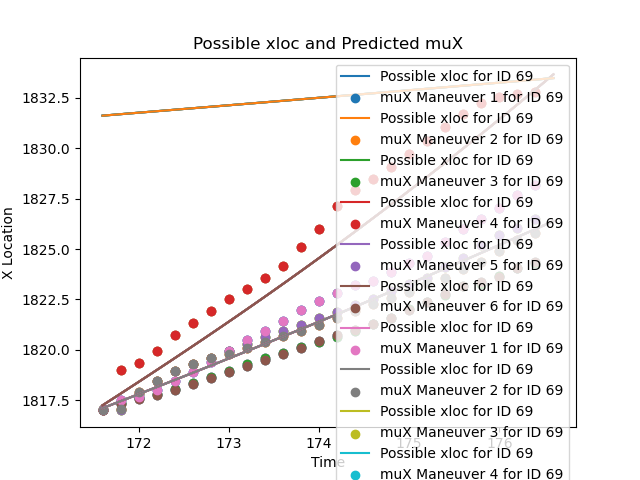 Possible xloc and Predicted muX
X Location
1832.5
1830.0
1827.5
1825.0
1822.5
1820.0
1817.5
172
173
174
175
176
Time
Possible xloc for ID 69
muX Maneuver 1 for ID 69
Possible xloc for ID 69
muX Maneuver 2 for ID 69
Possible xloc for ID 69
muX Maneuver 3 for ID 69
Possible xloc for ID 69
muX Maneuver 4 for ID 69
Possible xloc for ID 69
muX Maneuver 5 for ID 69
Possible xloc for ID 69
muX Maneuver 6 for ID 69
Possible xloc for ID 69
muX Maneuver 1 for ID 69
Possible xloc for ID 69
muX Maneuver 2 for ID 69
Possible xloc for ID 69
muX Maneuver 3 for ID 69
Possible xloc for ID 69
muX Maneuver 4 for ID 69